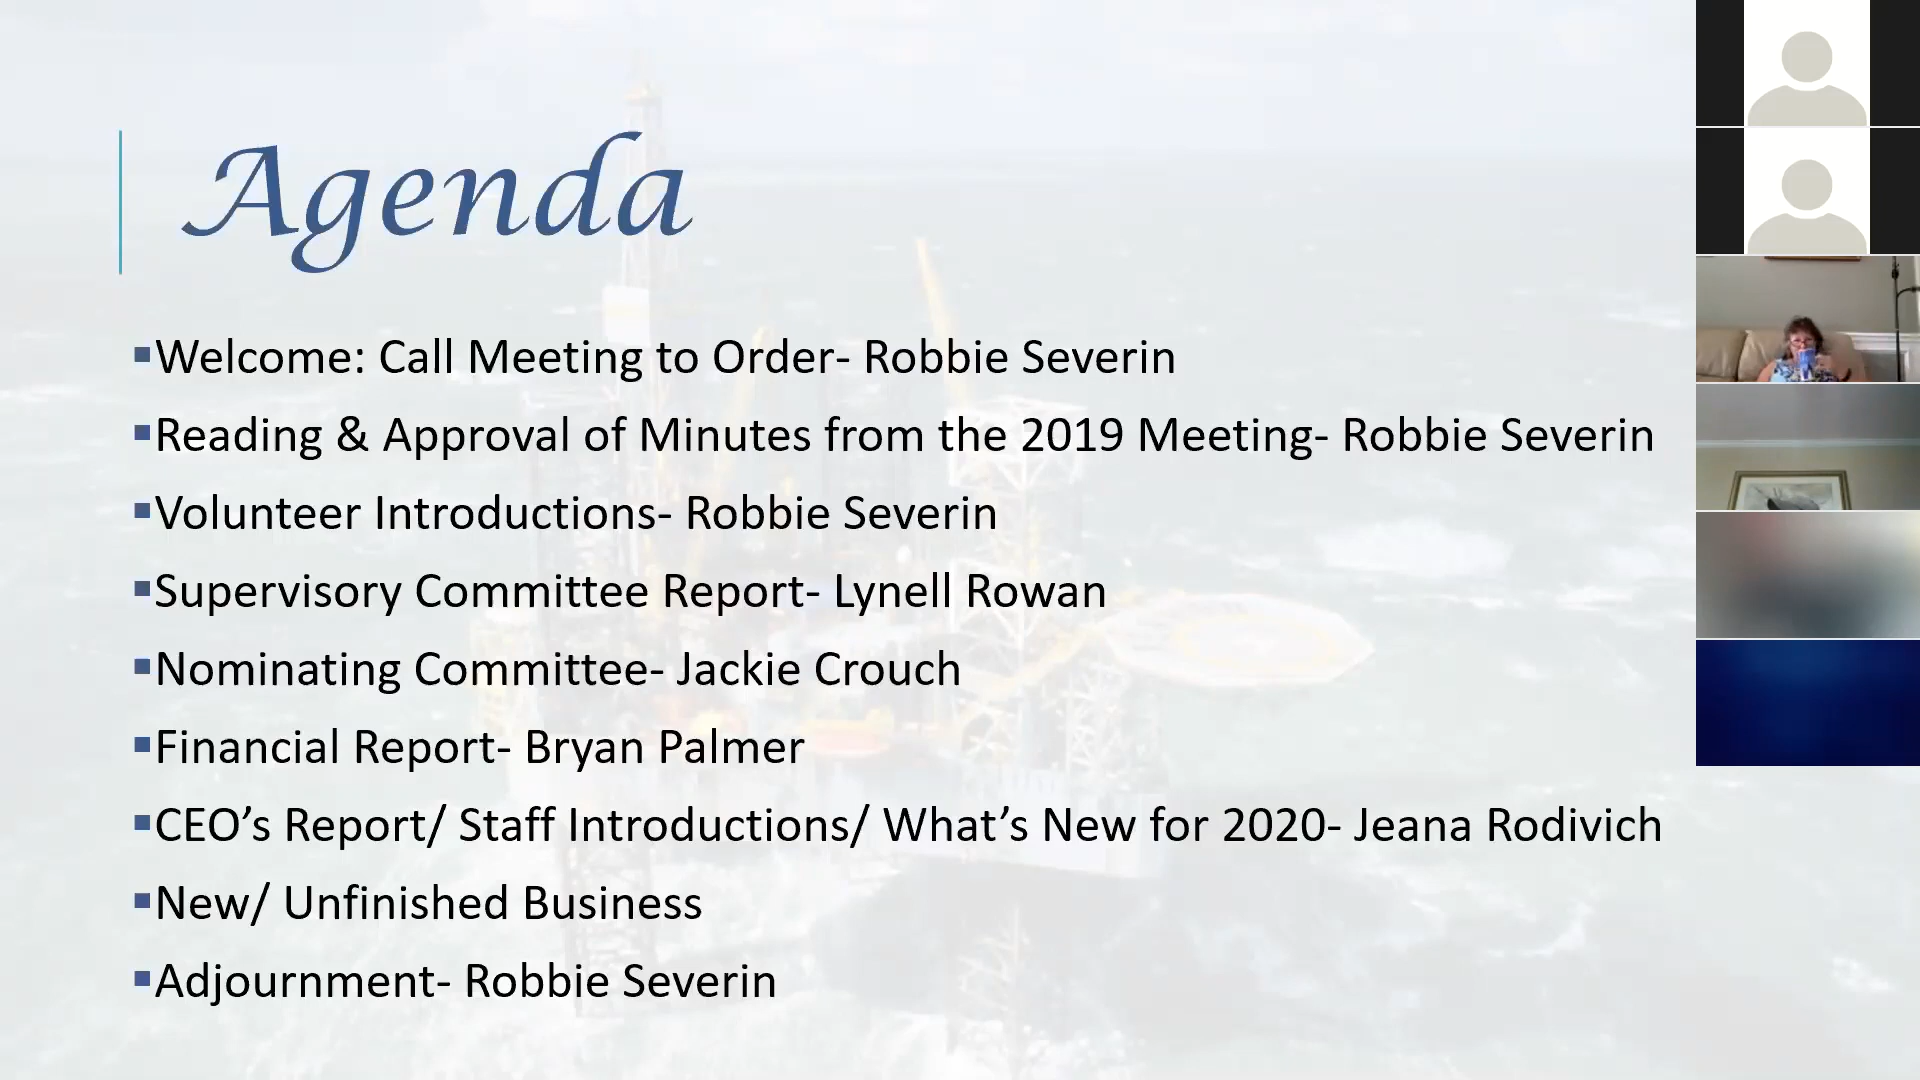 Agenda
▪Welcome: Call Meeting to Order- Robbie Severin
▪Reading & Approval of Minutes from the 2019 Meeting- Robbie Severin
▪Volunteer Introductions- Robbie Severin
▪Supervisory Committee Report- Lynell Rowan
▪Nominating Committee- Jackie Crouch
▪Financial Report- Bryan Palmer
▪CEO’s Report/ Staff Introductions/ What’s New for 2020- Jeana Rodivich
▪New/ Unfinished Business
▪Adjournment- Robbie Severin